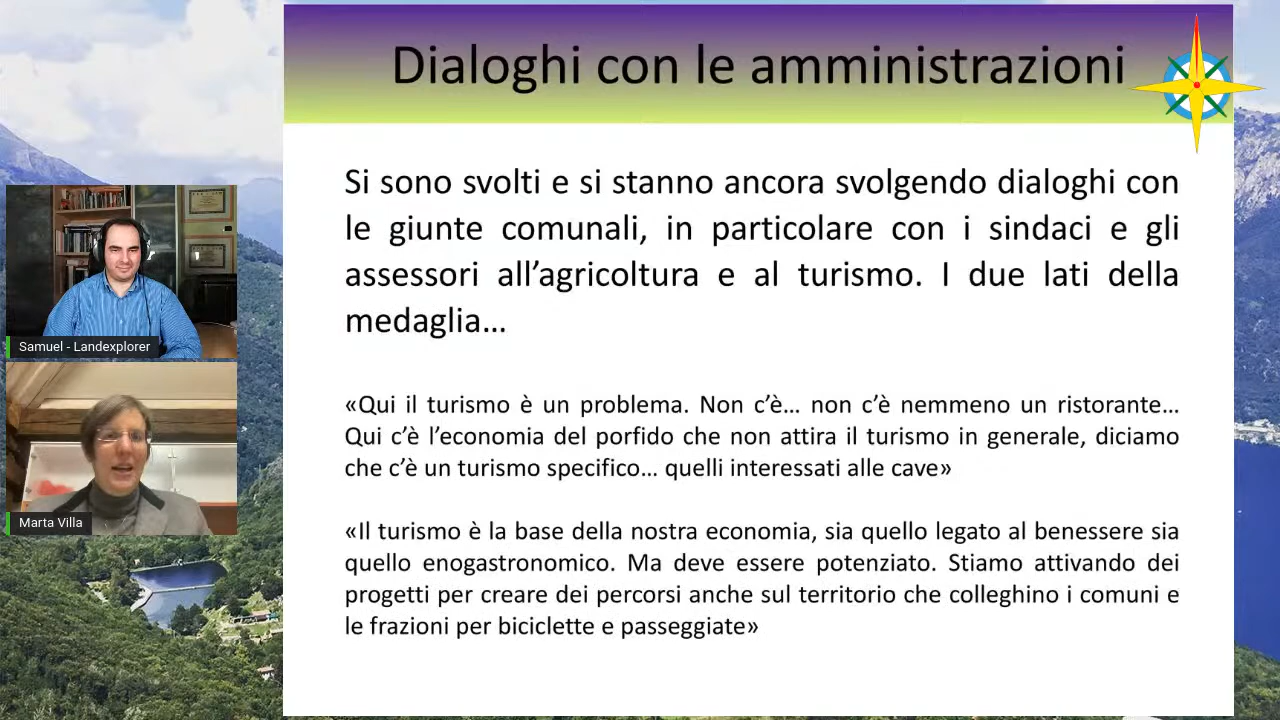 Dialoghi con le amministrazioni
Si sono svolti e si stanno ancora svolgendo dialoghi con
le giunte comunali, in particolare con i sindaci e gli
assessori all’agricoltura e al turismo. I due lati della
medaglia…
«Qui il turismo è un problema. Non c’è… non c’è nemmeno un ristorante…
Qui c’è l’economia del porfido che non attira il turismo in generale, diciamo
che c’è un turismo specifico… quelli interessati alle cave»
«Il turismo è la base della nostra economia, sia quello legato al benessere sia
quello enogastronomico. Ma deve essere potenziato. Stiamo attivando dei
progetti per creare dei percorsi anche sul territorio che colleghino i comuni e
le frazioni per biciclette e passeggiate»
Samuel - Landexplorer
Marta Villa